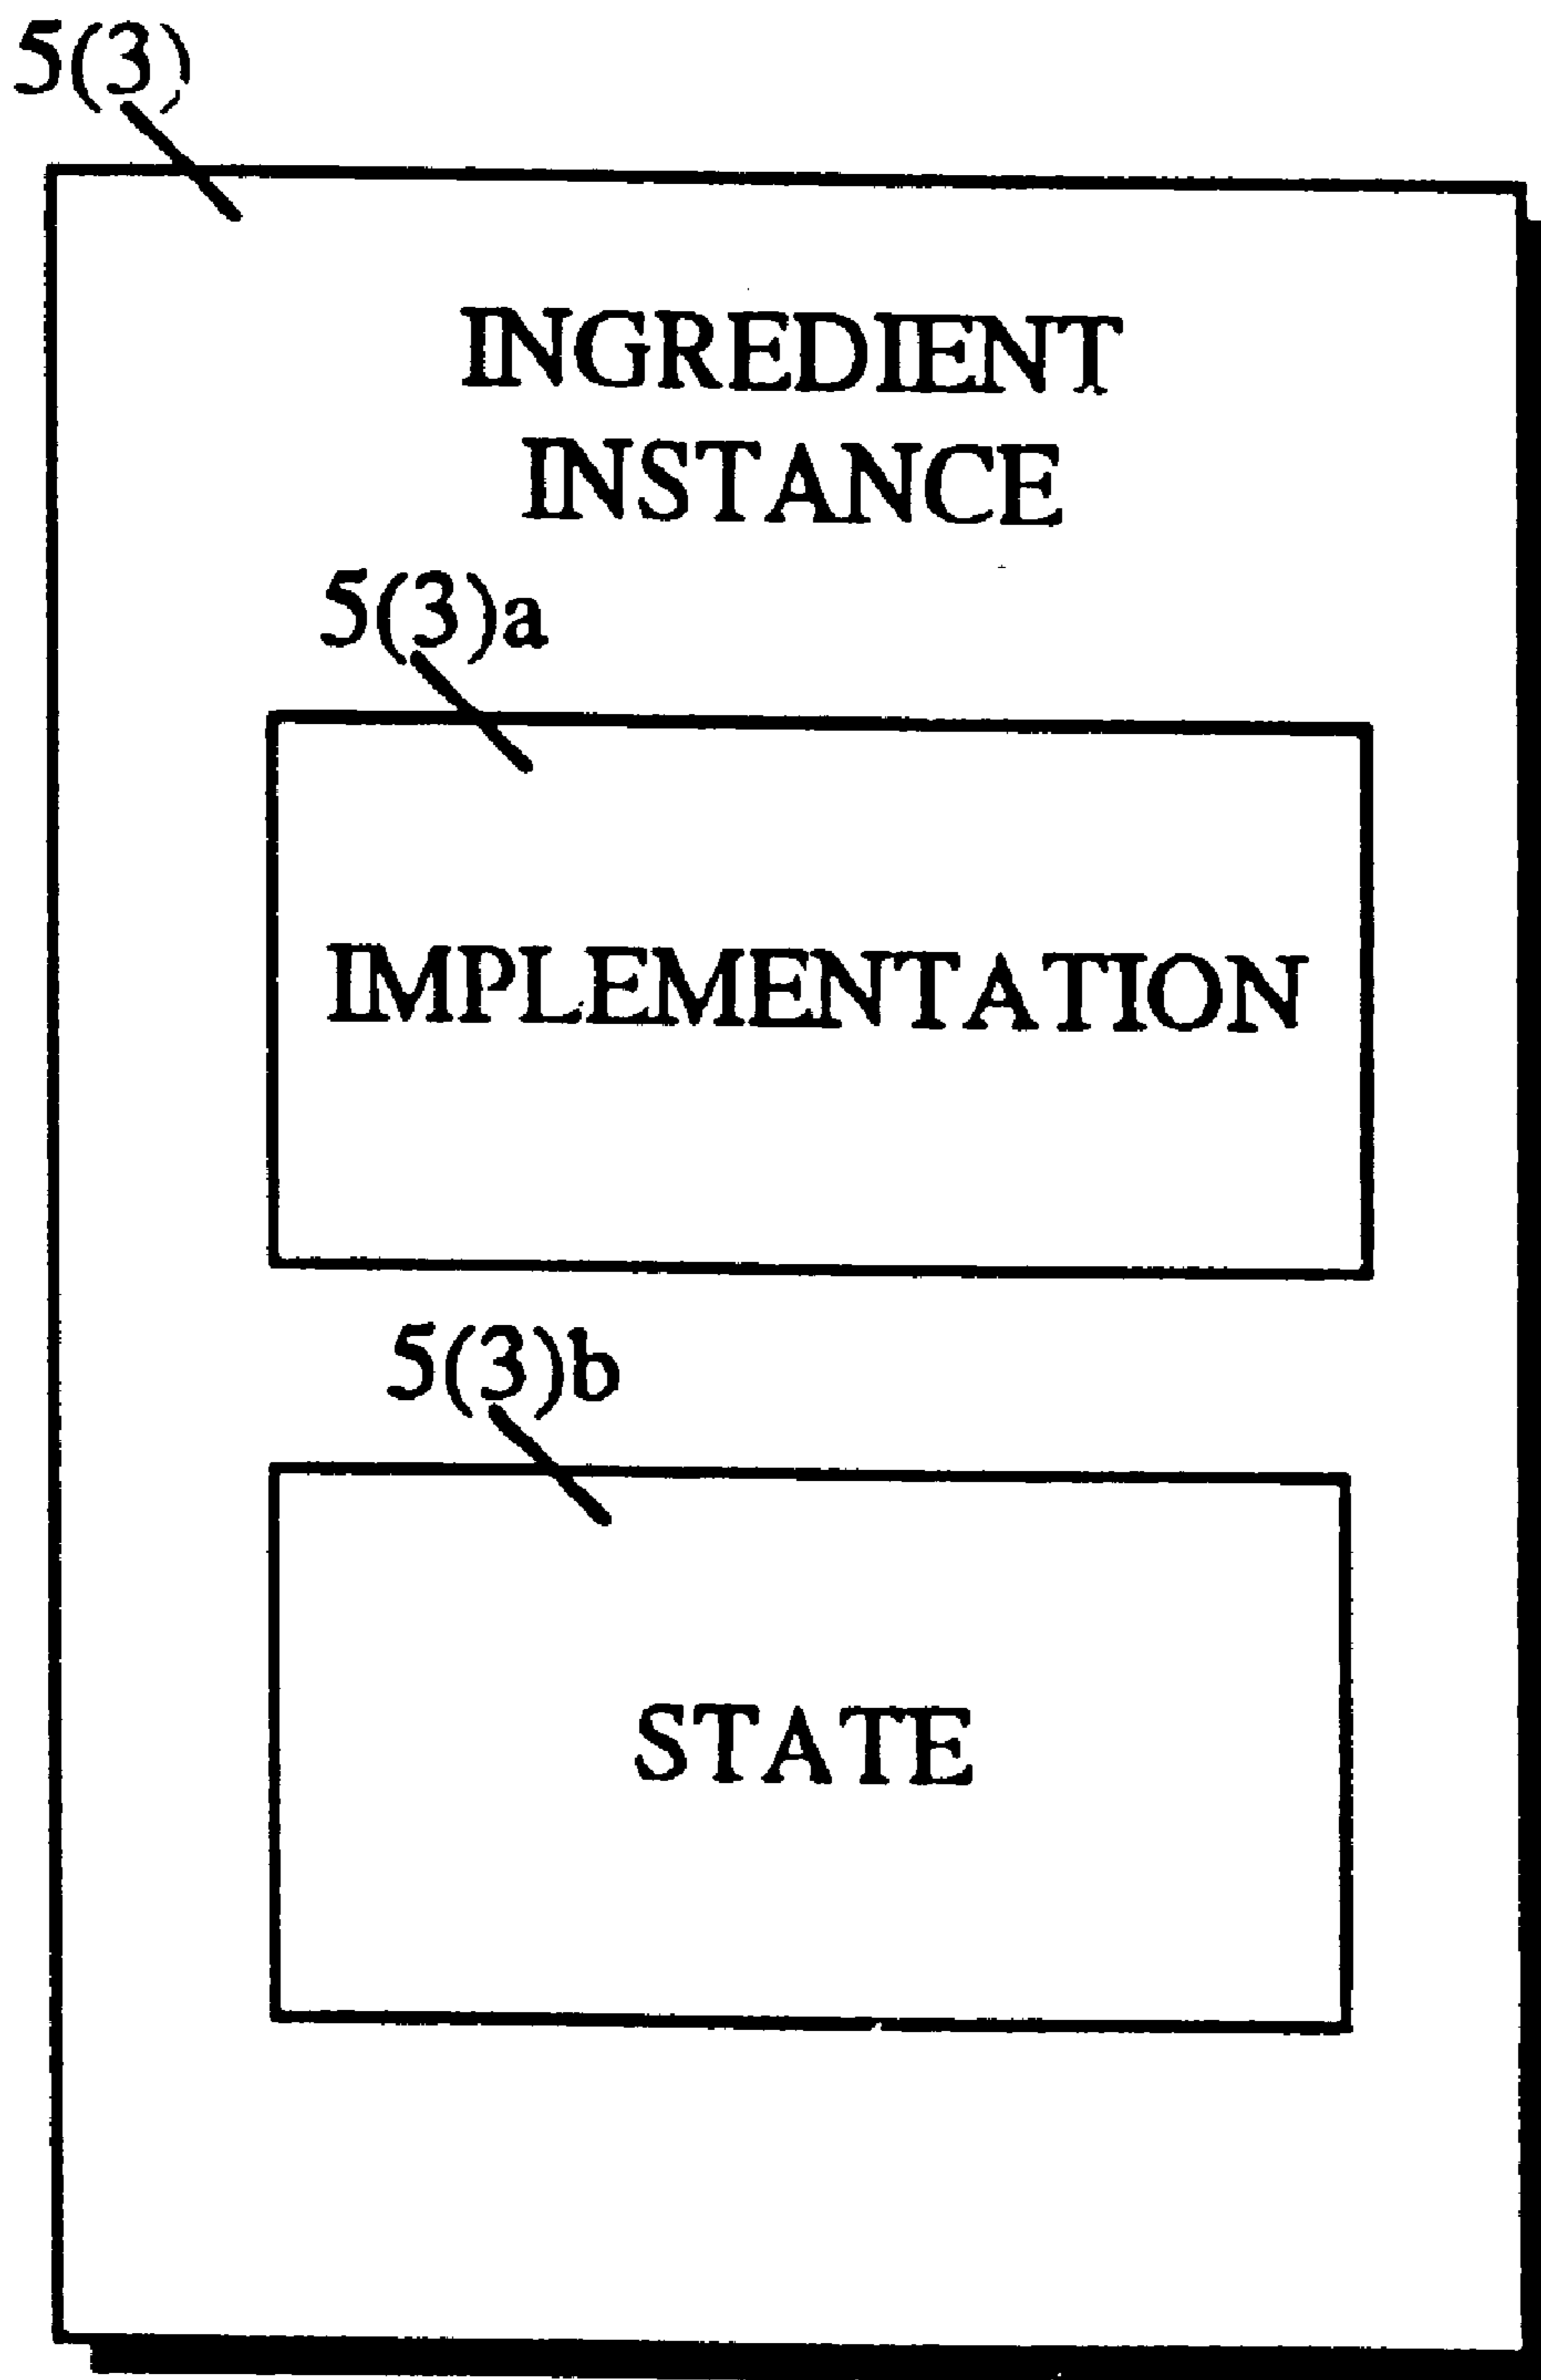 5(3)
INGREDIENT
INSTANCE
5(3)a
IMPLEMENTATION
5(3)b
STATE